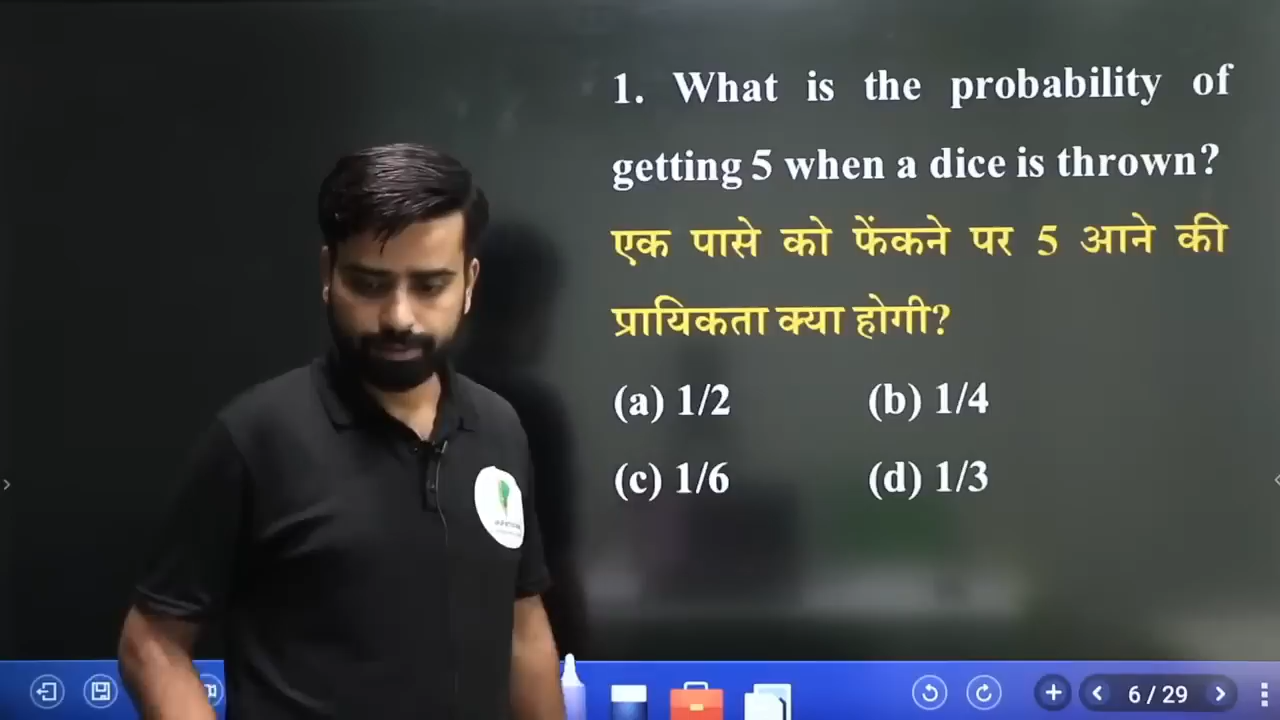 1. What is the probability of
getting 5 when a dice is thrown?
एक पासे को फेंकने पर 5 आने की
प्रायिकता क्या होगी?
(a) 1/2 (b) 1/4
(c) 1/6 (d) 1/3
6 / 29